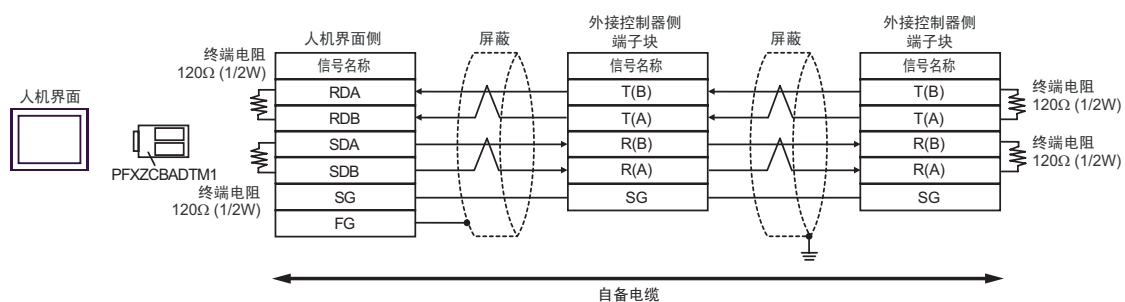 人机界面
PFXZCBADTM1
终端电阻
120Ω (1/2W)
终端电阻
120Ω (1/2W)
人机界面侧
信号名称
RDA
RDB
SDA
SDB
SG
FG
屏蔽
外接控制器侧
端子块
信号名称
T(B)
T(A)
R(B)
R(A)
SG
屏蔽
外接控制器侧
端子块
信号名称
T(B)
T(A)
R(B)
R(A)
SG
终端电阻
120Ω (1/2W)
终端电阻
120Ω (1/2W)
自备电缆